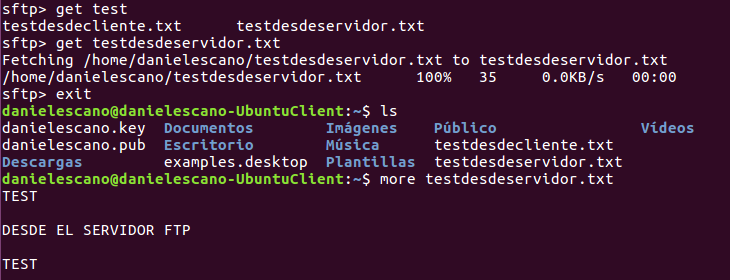 sftp> get test
testdesdecliente.txt     testdesdeservidor.txt
sftp> get testdesdeservidor.txt
Fetching /home/danielescano/testdesdeservidor.txt to testdesdeservidor.txt
/home/danielescano/testdesdeservidor.txt      100%   35     0.0KB/s   00:00
sftp> exit
danielescano@danielescano-UbuntuClient:~$ ls
danielescano.key  Documentos        Imágenes    Público                Vídeos
danielescano.pub  Escritorio        Música      testdesdecliente.txt
Descargas         examples.desktop  Plantillas  testdesdeservidor.txt
danielescano@danielescano-UbuntuClient:~$ more testdesdeservidor.txt
TEST
DESDE EL SERVIDOR FTP
TEST